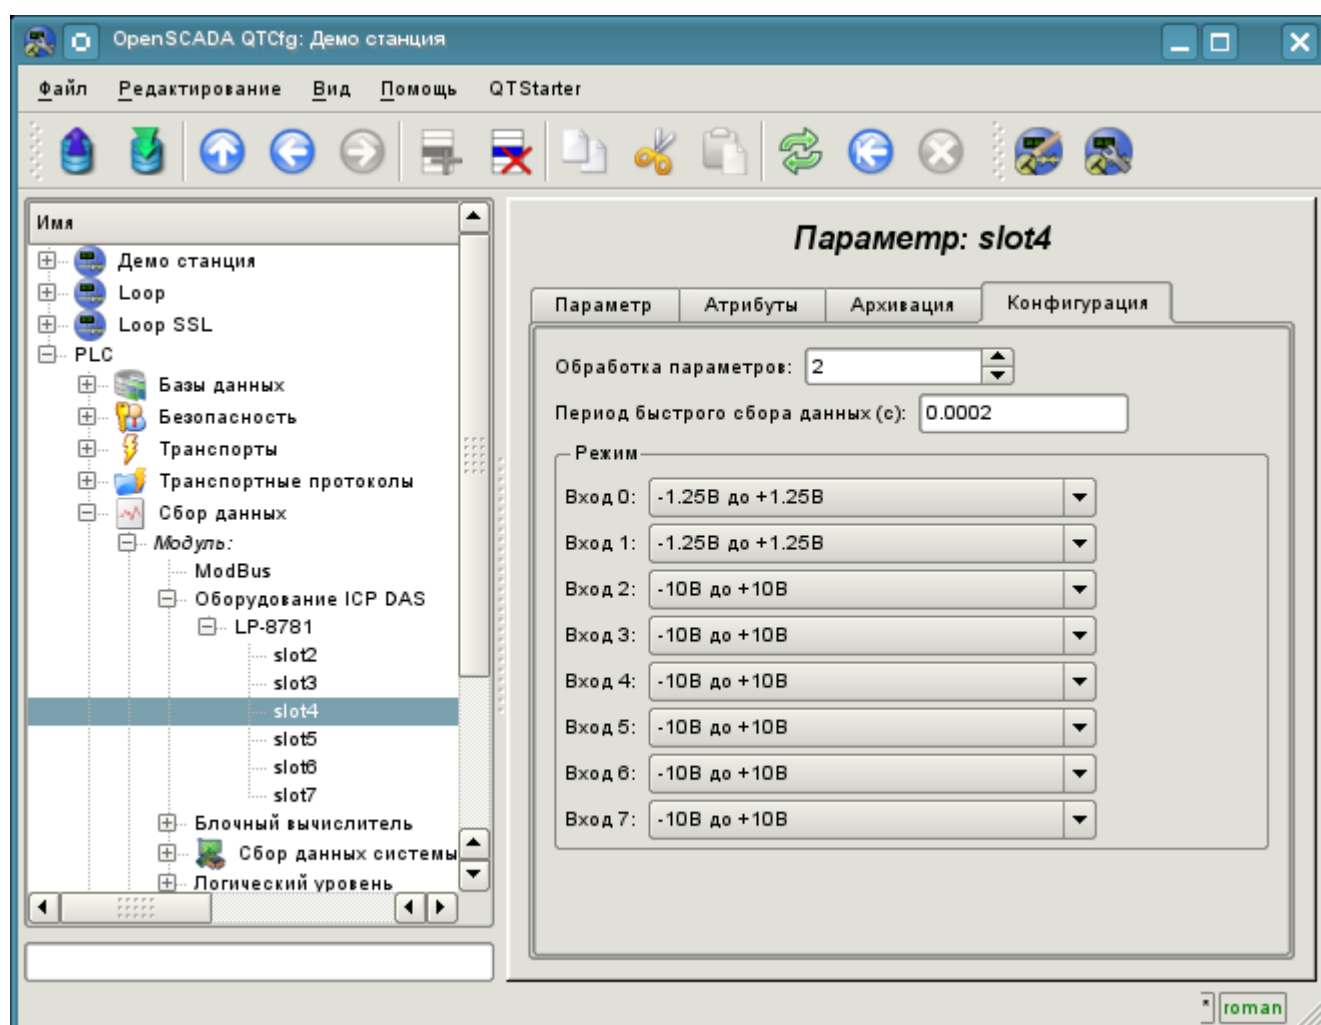 OpenSCADA QTCfg: Демо станция
Файл Редактирование Вид Помощь QTStarter
Имя
Демо станция
Loop
Loop SSL
PLC
Базы данных
Безопасность
Транспорты
Транспортные протоколы
Сбор данных
Модуль:
ModBus
Оборудование ICP DAS
LP-8781
slot2
slot3
slot4
slot5
slot6
slot7
Блочный вычислитель
Сбор данных системы
Логический уровень
Параметр: slot4
Параметр Атрибуты Архивация Конфигурация
Обработка параметров: 2
Период быстрого сбора данных (с): 0.0002
Режим
Вход 0: -1.25В до +1.25В
Вход 1: -1.25В до +1.25В
Вход 2: -10В до +10В
Вход 3: -10В до +10В
Вход 4: -10В до +10В
Вход 5: -10В до +10В
Вход 6: -10В до +10В
Вход 7: -10В до +10В
* roman